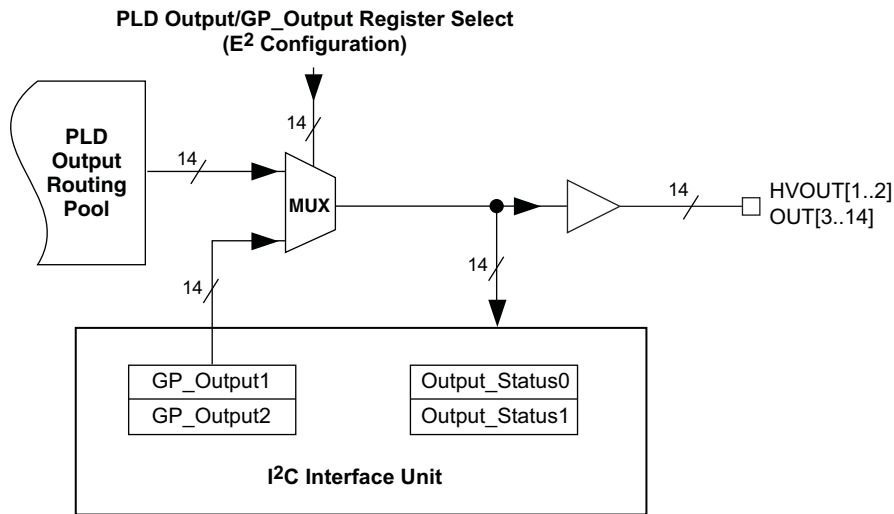 PLD Output/GP_Output Register Select
(E2 Configuration)
PLD
Output
Routing
Pool
14
14
MUX
14
14
14
HVOUT[1..2]
OUT[3..14]
GP_Output1
GP_Output2
Output_Status0
Output_Status1
I2C Interface Unit